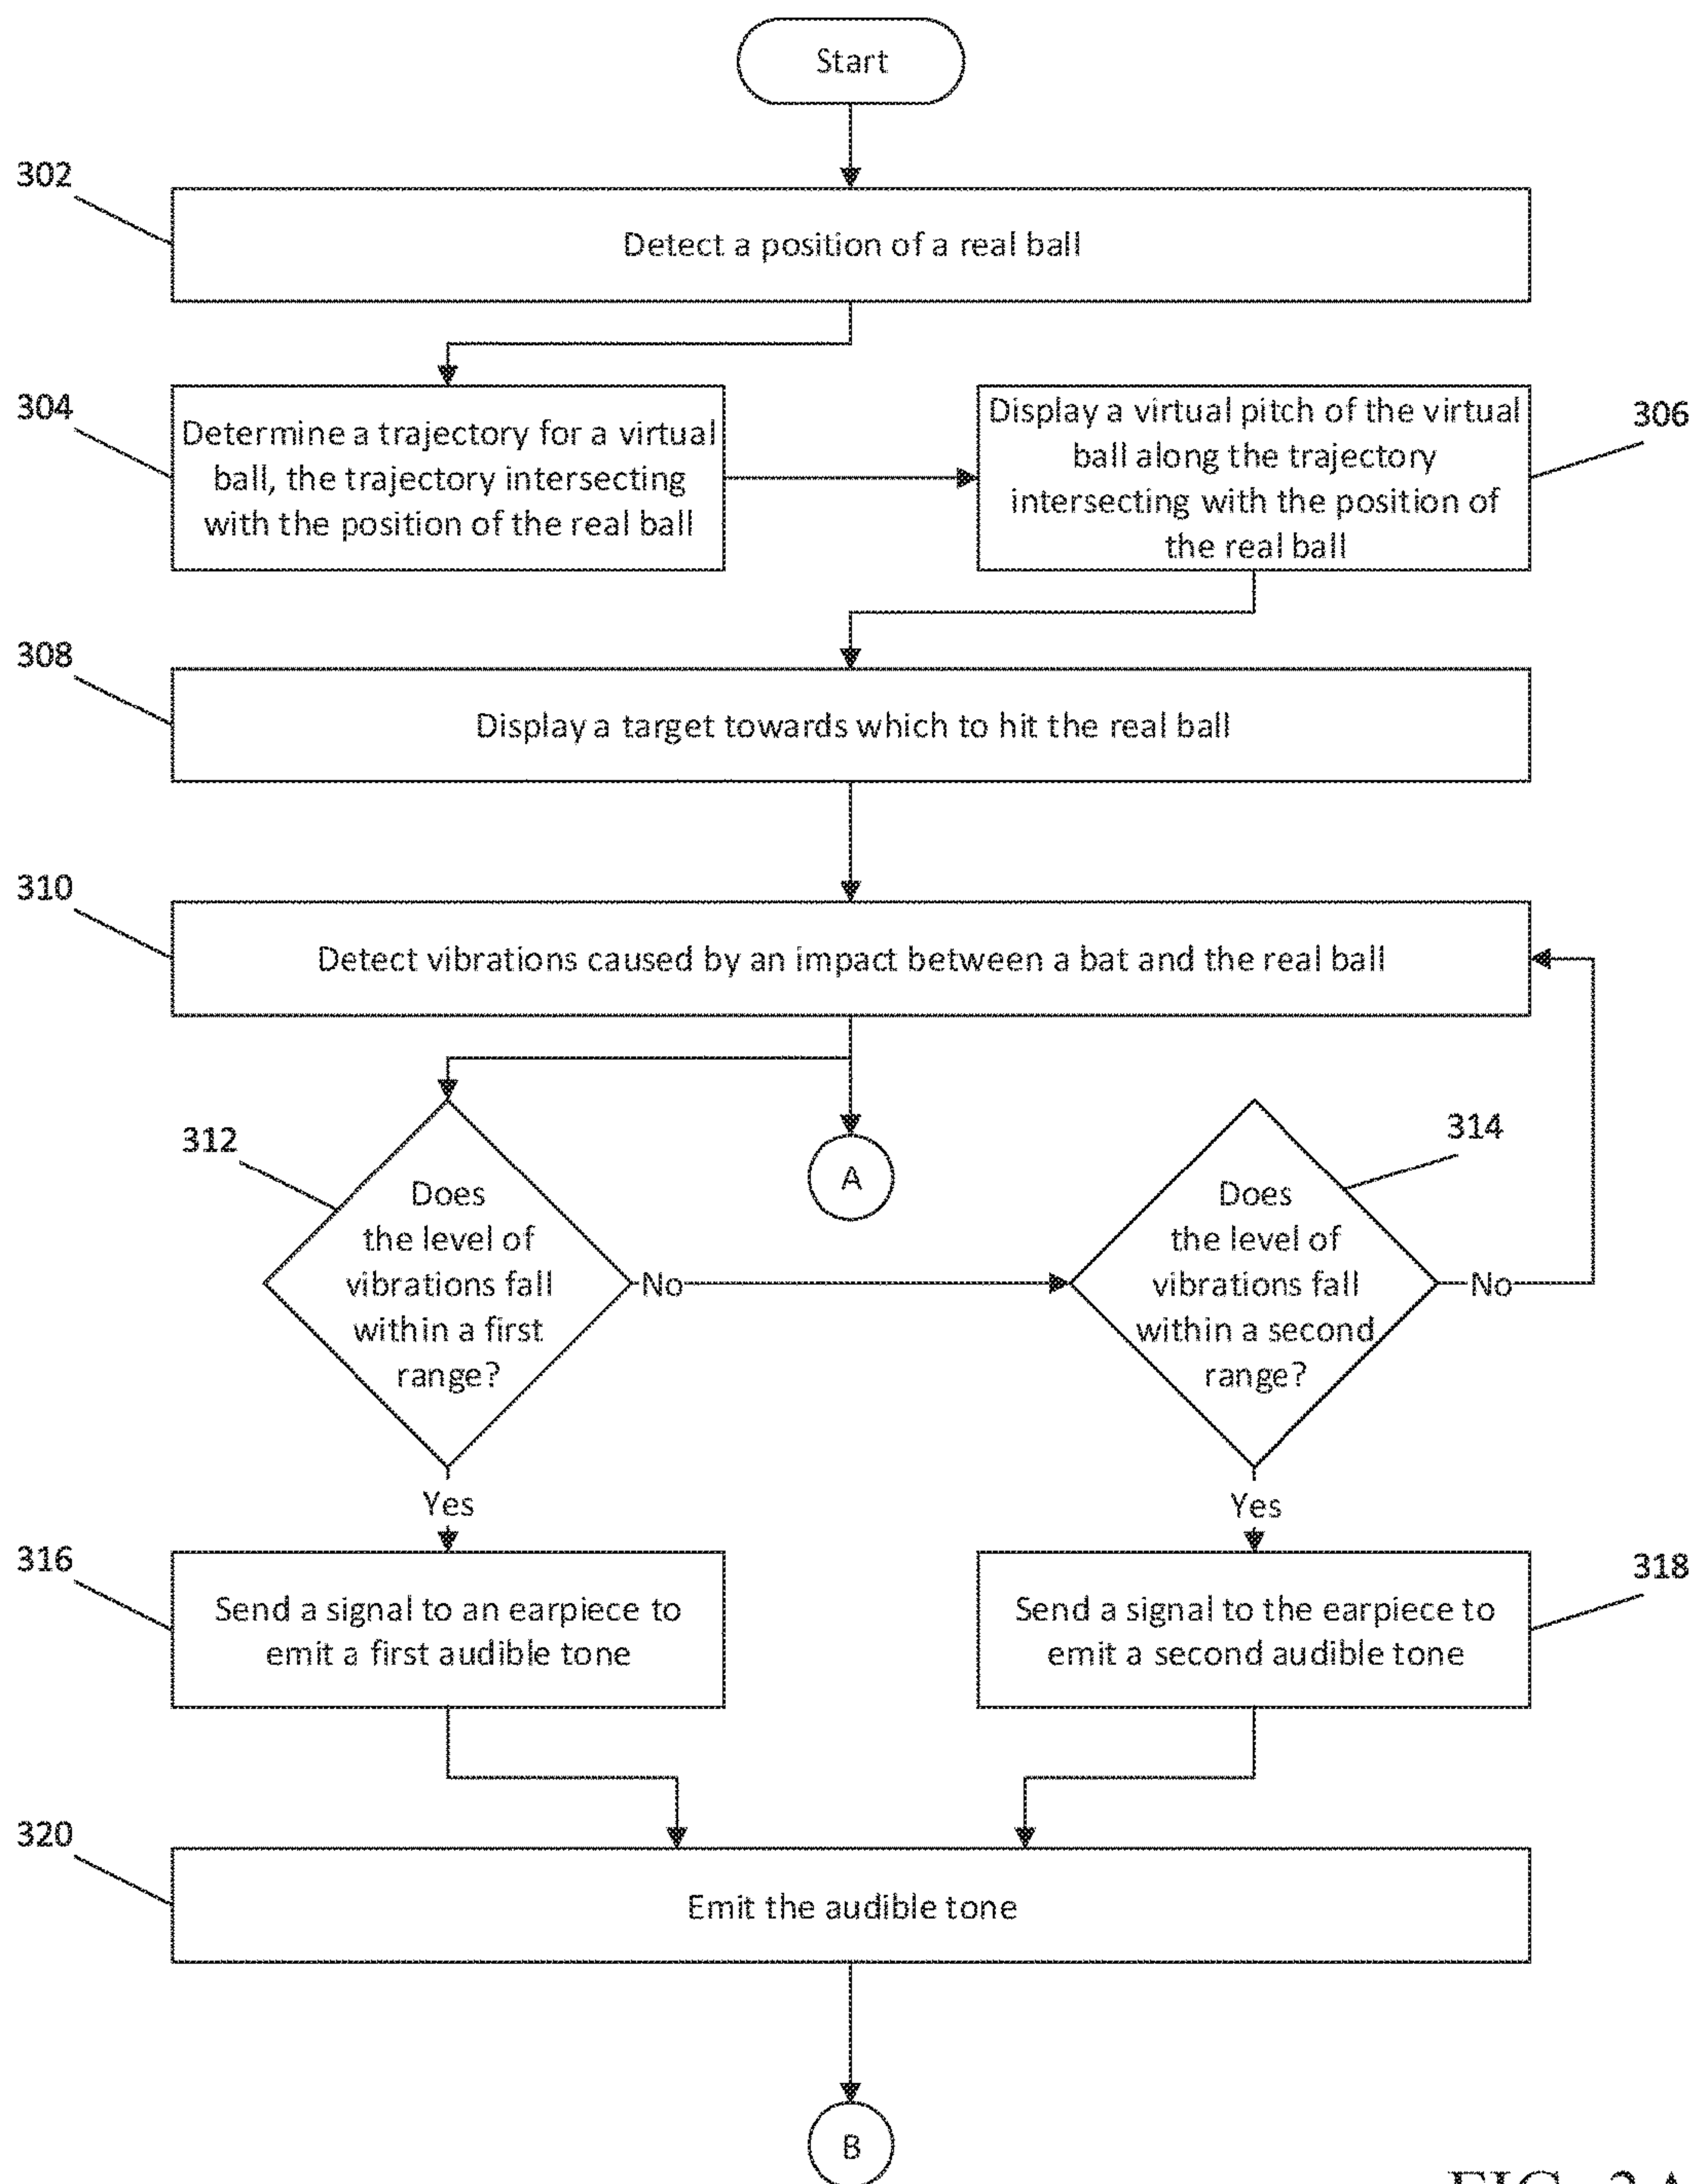 Start
302
Detect a position of a real ball
304
Determine a trajectory for a virtual
ball, the trajectory intersecting
with the position of the real ball
Display a virtual pitch of the virtual
ball along the trajectory
intersecting with the position of
the real ball
306
308
Display a target towards which to hit the real ball
310
Detect vibrations caused by an impact between a bat and the real ball
312
Does
the level of
vibrations fall
within a first
range?
No
A
314
Does
the level of
vibrations fall
within a second
range?
No
Yes
Yes
316
Send a signal to an earpiece to
emit a first audible tone
Send a signal to the earpiece to
emit a second audible tone
318
320
Emit the audible tone
B